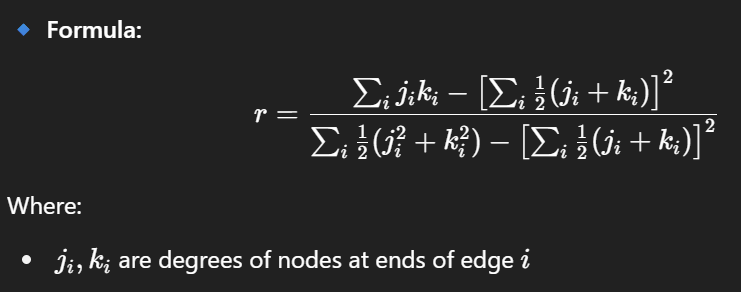 🔹 Formula:
r = \frac{\sum_i j_i k_i - \left[\sum_i \frac{1}{2}(j_i + k_i)\right]^2}{\sum_i \frac{1}{2}(j_i^2 + k_i^2) - \left[\sum_i \frac{1}{2}(j_i + k_i)\right]^2}
Where:
• j_i, k_i are degrees of nodes at ends of edge i